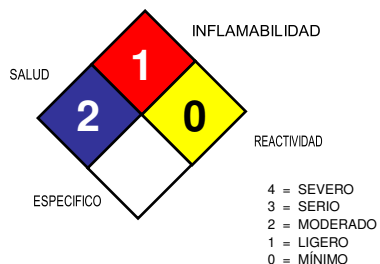 INFLAMABILIDAD
1
SALUD
2
0
REACTIVIDAD
ESPECIFICO
4 = SEVERO
3 = SERIO
2 = MODERADO
1 = LIGERO
0 = MÍNIMO